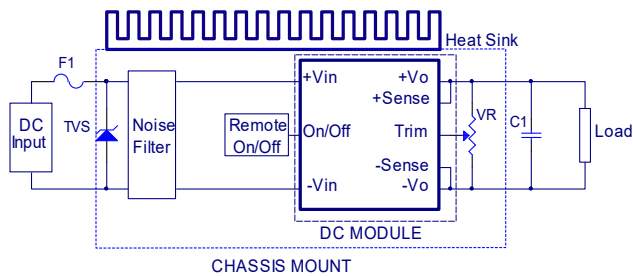 Heat Sink
F1
+Vin
+Vo
+Sense
VR
DC
Input
TVS
Noise
Filter
Remote
On/Off
On/Off
Trim
C1
Load
-Sense
-Vin
-Vo
DC MODULE
CHASSIS MOUNT